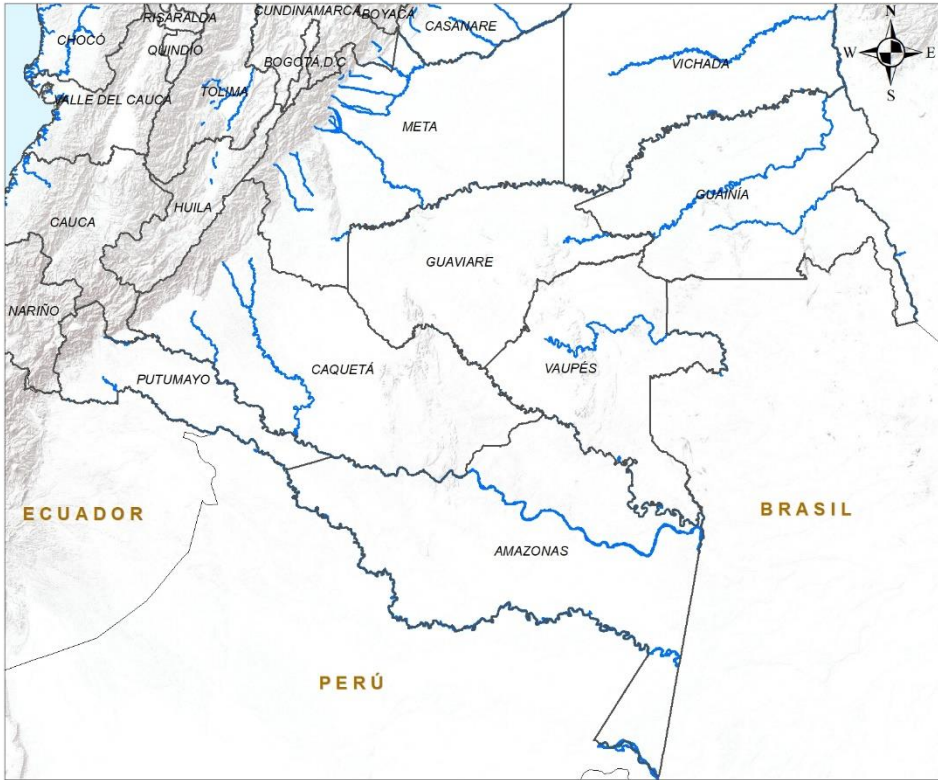 RISARALDA
CUNDINAMARCA
BOYACÁ
CASANARE
N
CHOCÓ
QUINDIO
BOGOTÁ D.C
W
E
VICHADA
S
VALLE DEL CAUCA
TOLIMA
META
HUILA
GUAINÍA
CAUCA
GUAVIARE
NARIÑO
CAQUETÁ
VAUPÉS
PUTUMAYO
ECUADOR
BRASIL
AMAZONAS
PERÚ